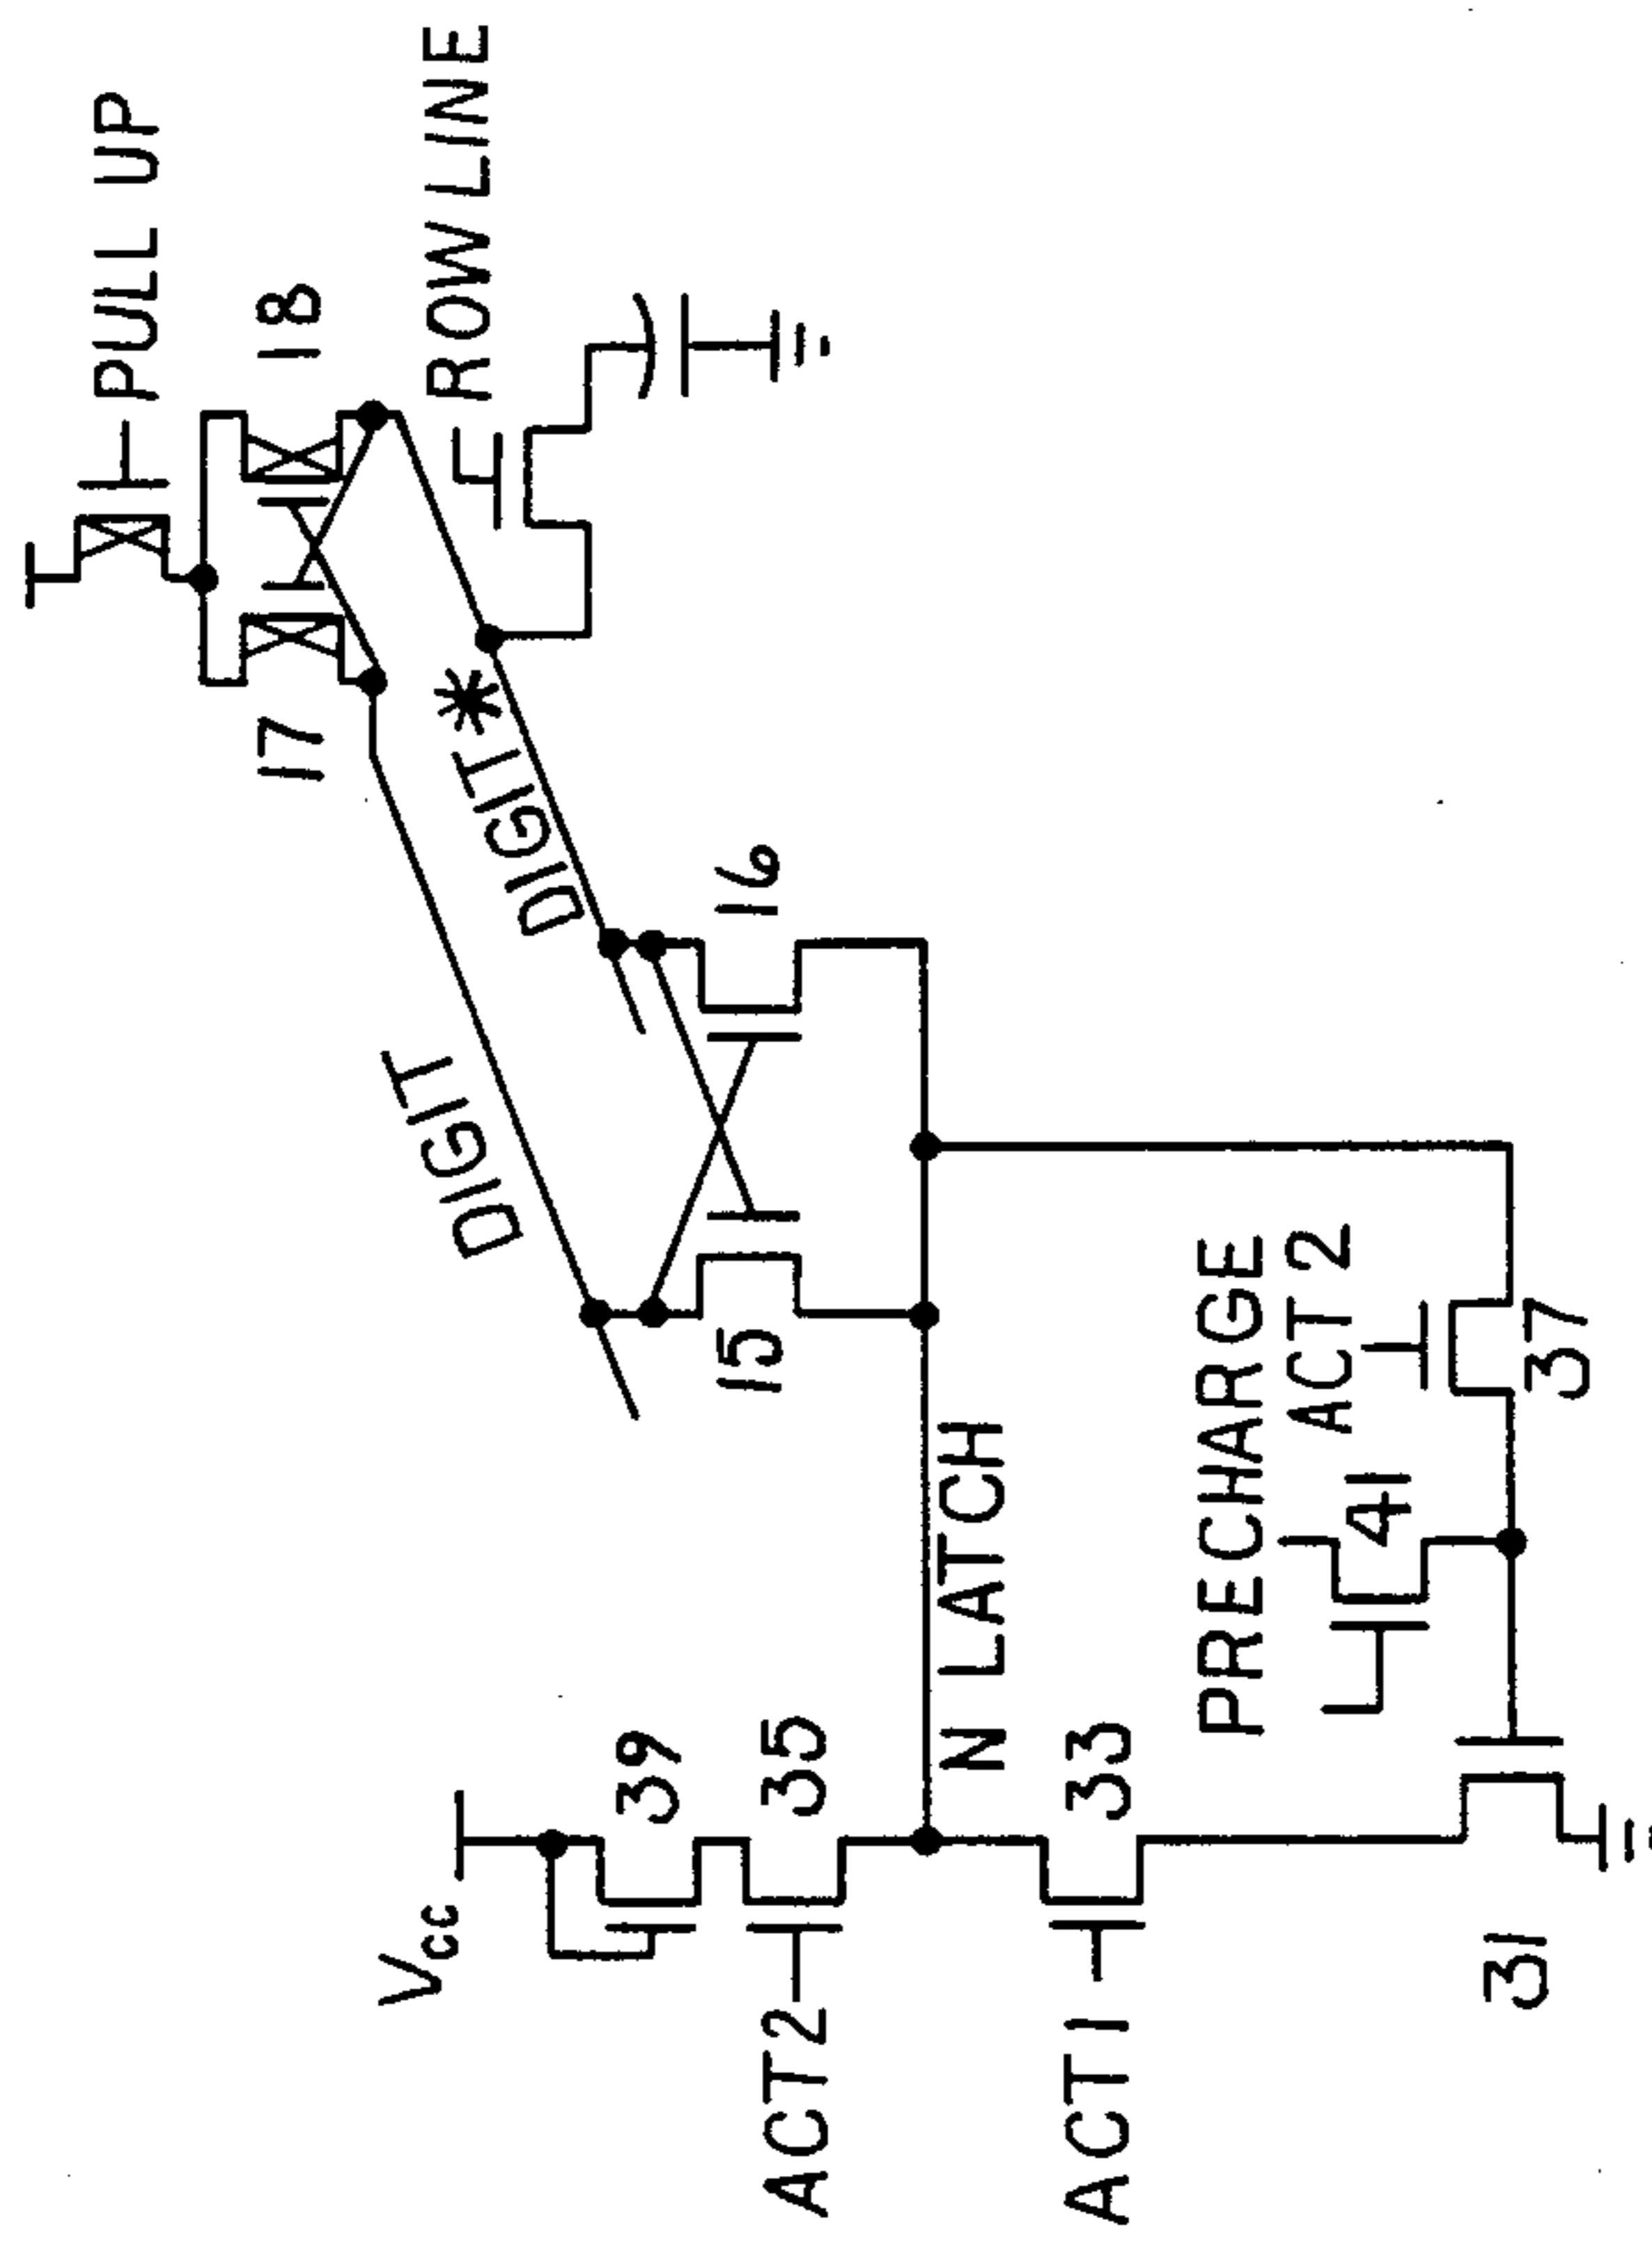 PULL UP
17
18
ROW LINE
DIGIT
DIGIT*
15
16
Vcc
39
ACT2
35
N LATCH
ACT1
33
PRECHARGE
ACT2
41
37
31